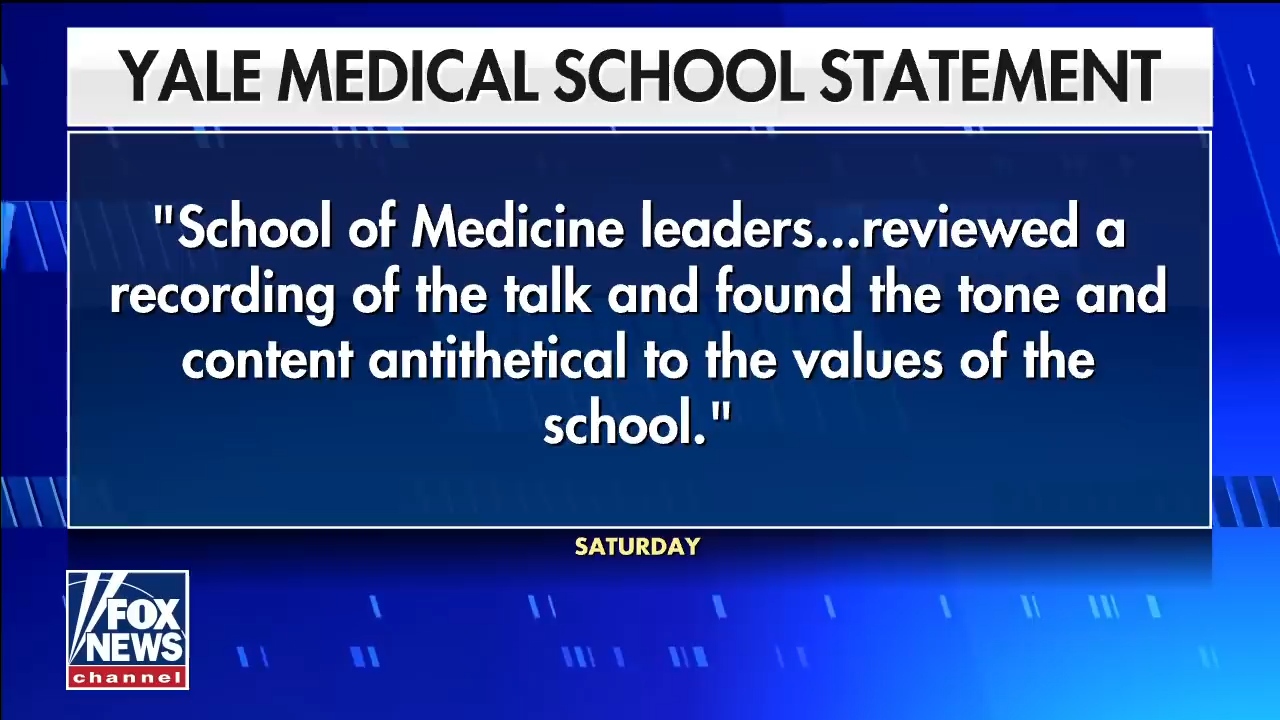 YALE MEDICAL SCHOOL STATEMENT
"School of Medicine leaders...reviewed a
recording of the talk and found the tone and
content antithetical to the values of the
school."
SATURDAY
FOX
NEWS
channel